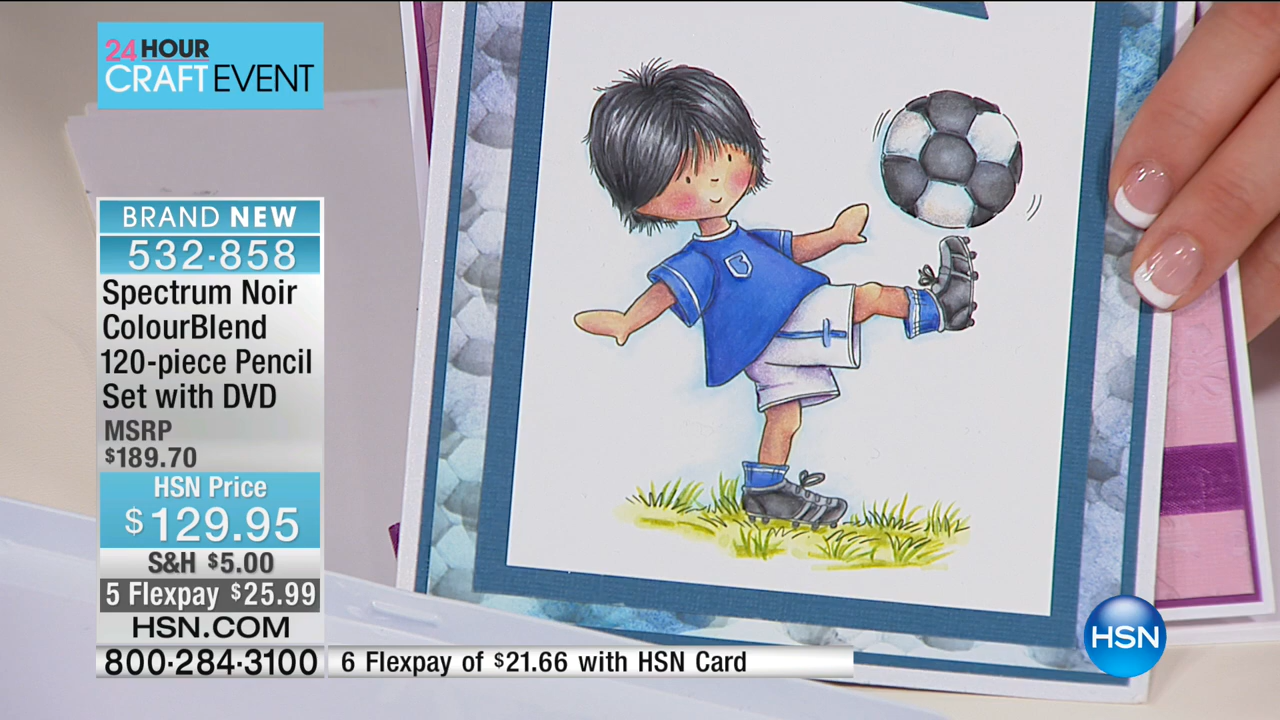 24 HOUR
CRAFT EVENT
BRAND NEW
532·858
Spectrum Noir
ColourBlend
120-piece Pencil
Set with DVD
MSRP
$189.70
HSN Price
$129.95
S&H $5.00
5 Flexpay $25.99
HSN.COM
800·284·3100
6 Flexpay of $21.66 with HSN Card
HSN